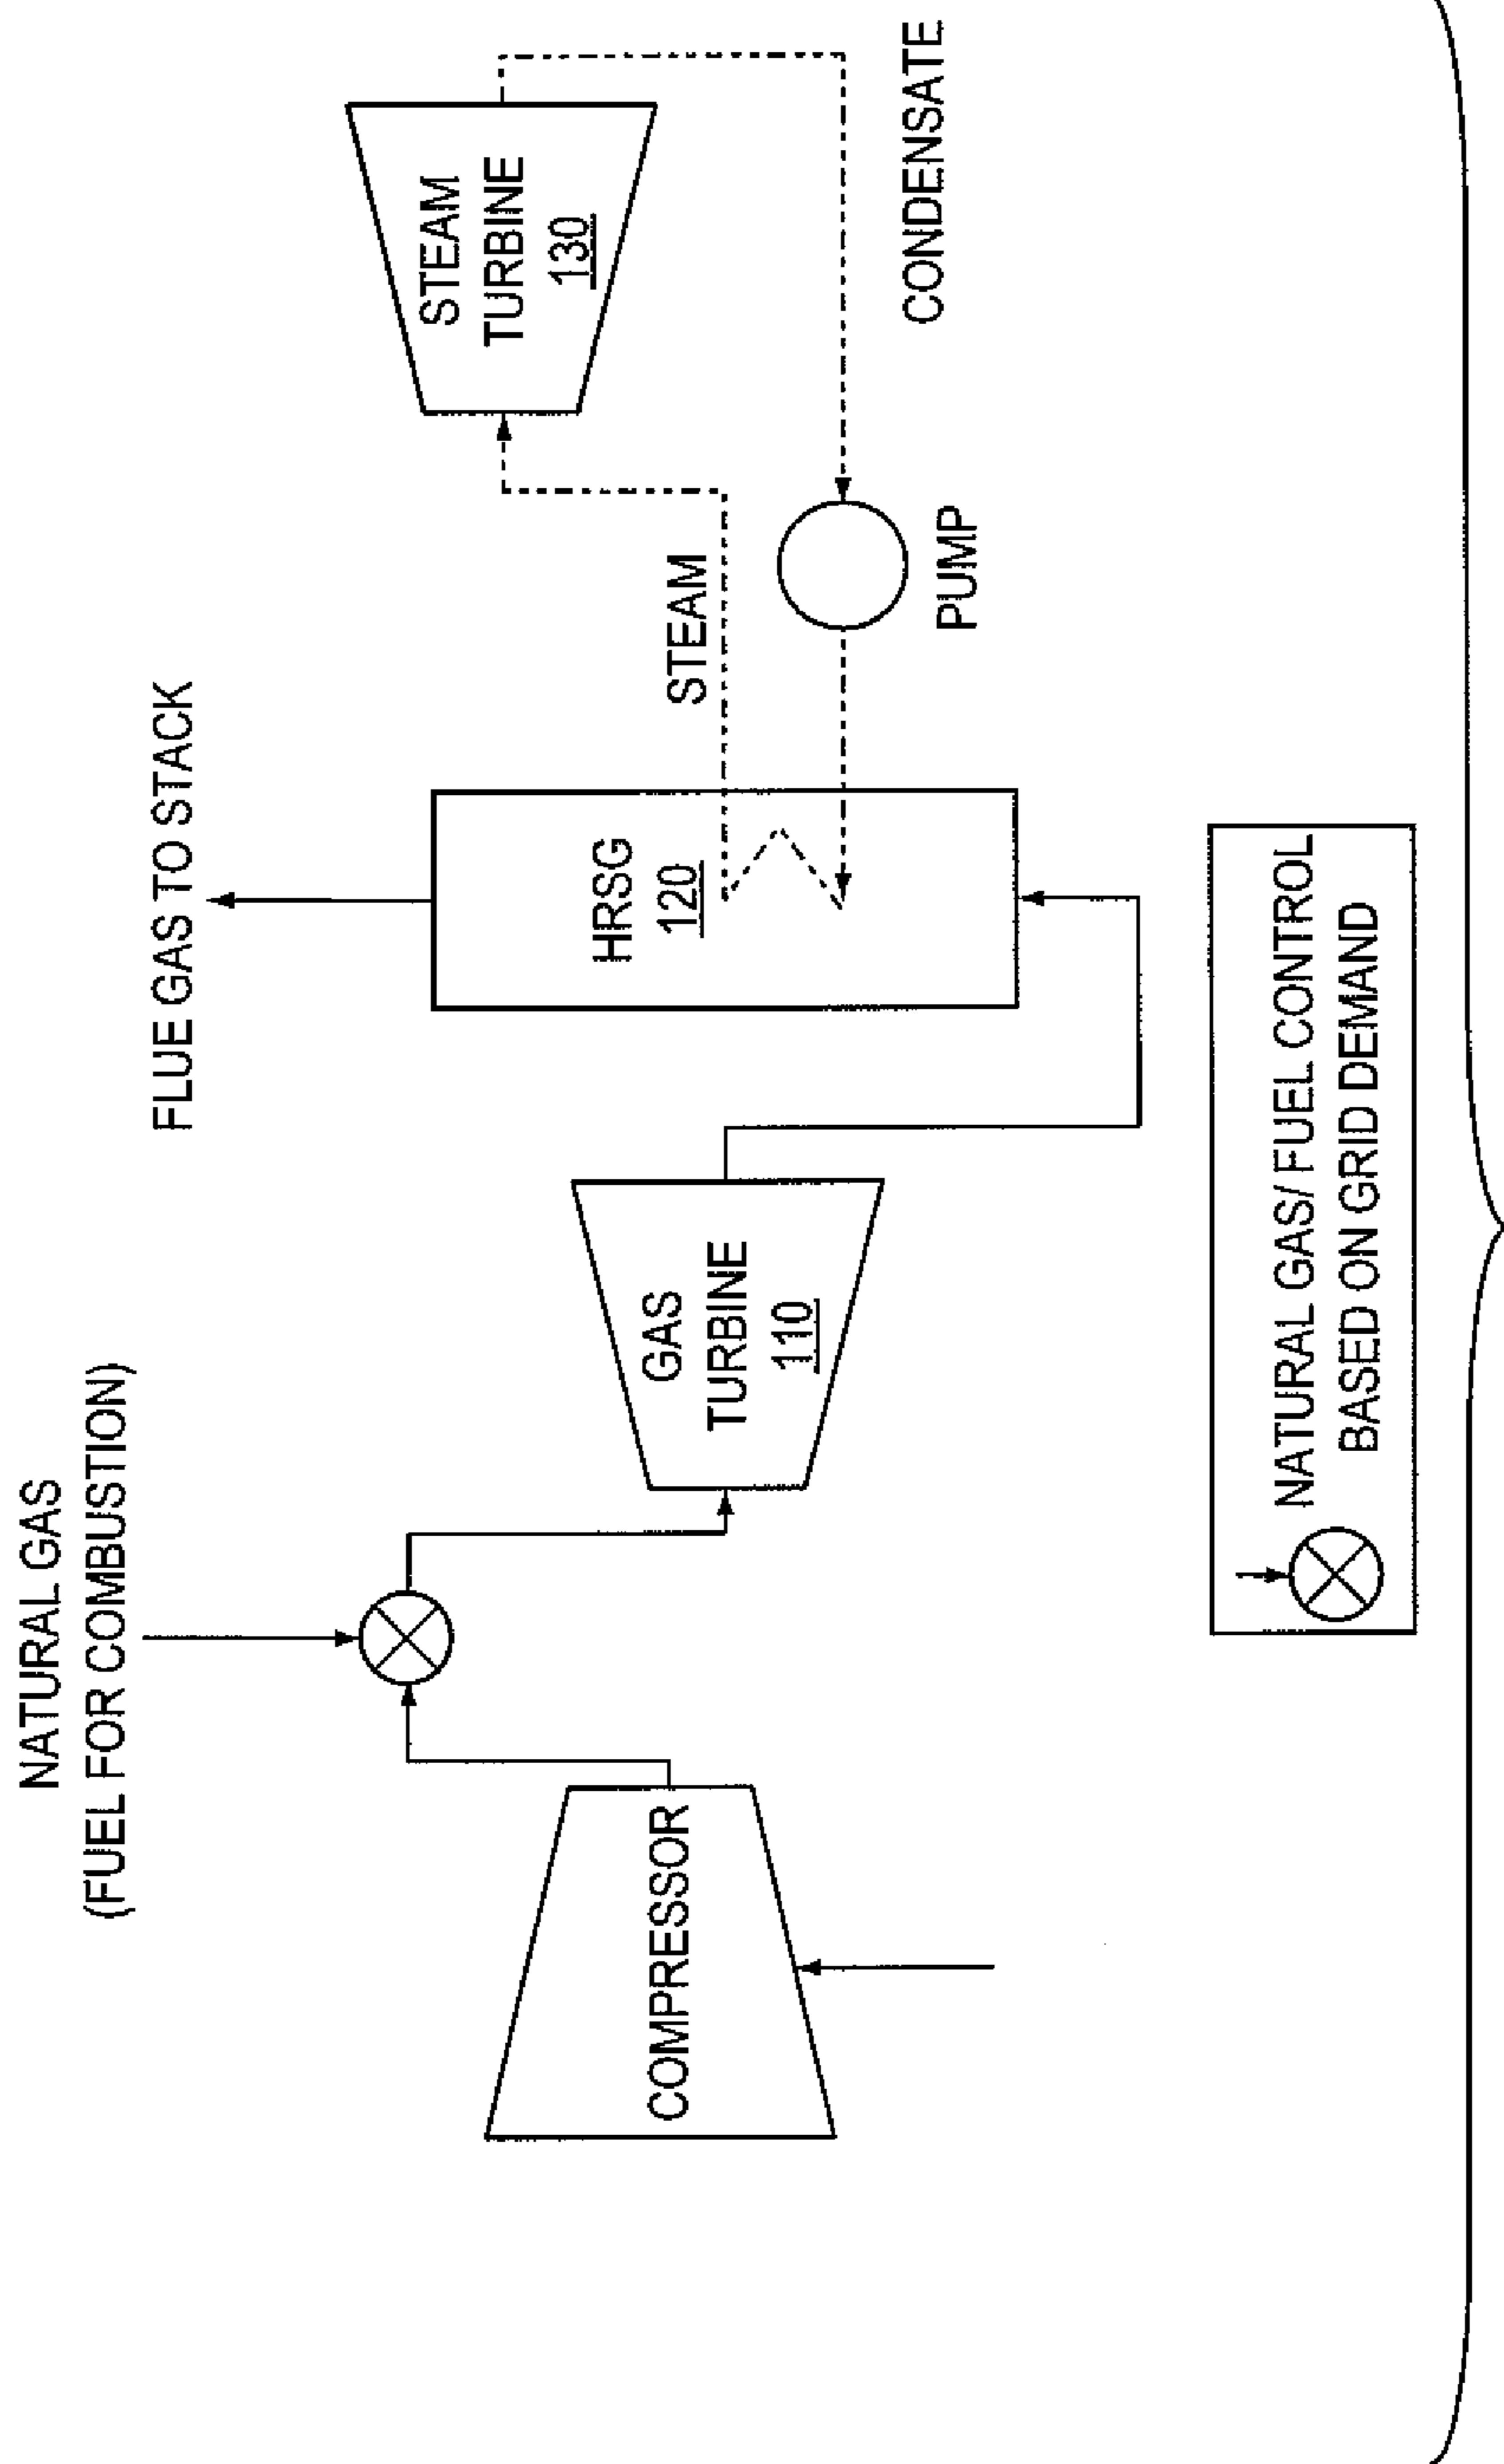 NATURAL GAS
(FUEL FOR COMBUSTION)
FLUE GAS TO STACK
COMPRESSOR
GAS
TURBINE
110
HRSG
120
STEAM
STEAM
TURBINE
130
PUMP
CONDENSATE
NATURAL GAS/ FUEL CONTROL
BASED ON GRID DEMAND